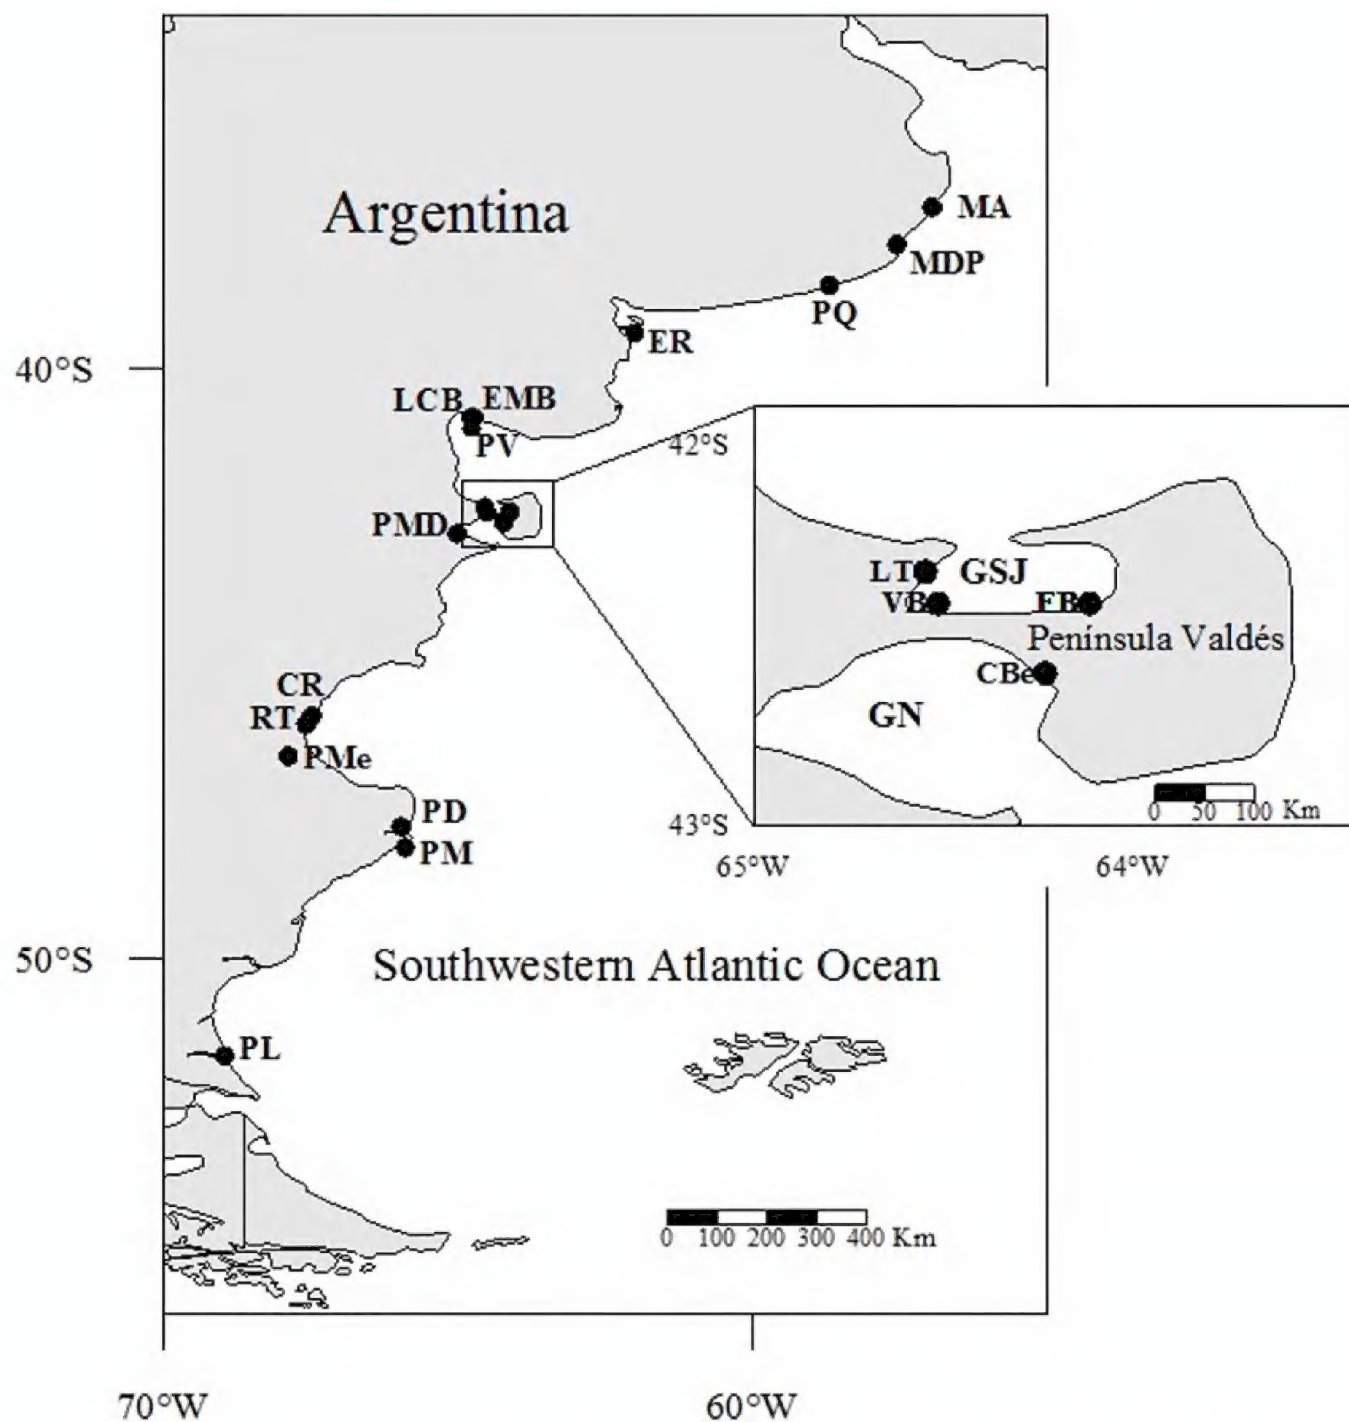 Argentina
MA
MDP
PQ
ER
40°S
LCB EMB
PV
42°S
PMD
LT GSJ
VB FB
Península Valdés
CBe
GN
CR
RT
PMe
0 50 100 Km
PD
43°S
PM
65°W 64°W
50°S
Southwestern Atlantic Ocean
PL
0 100 200 300 400 Km
70°W 60°W